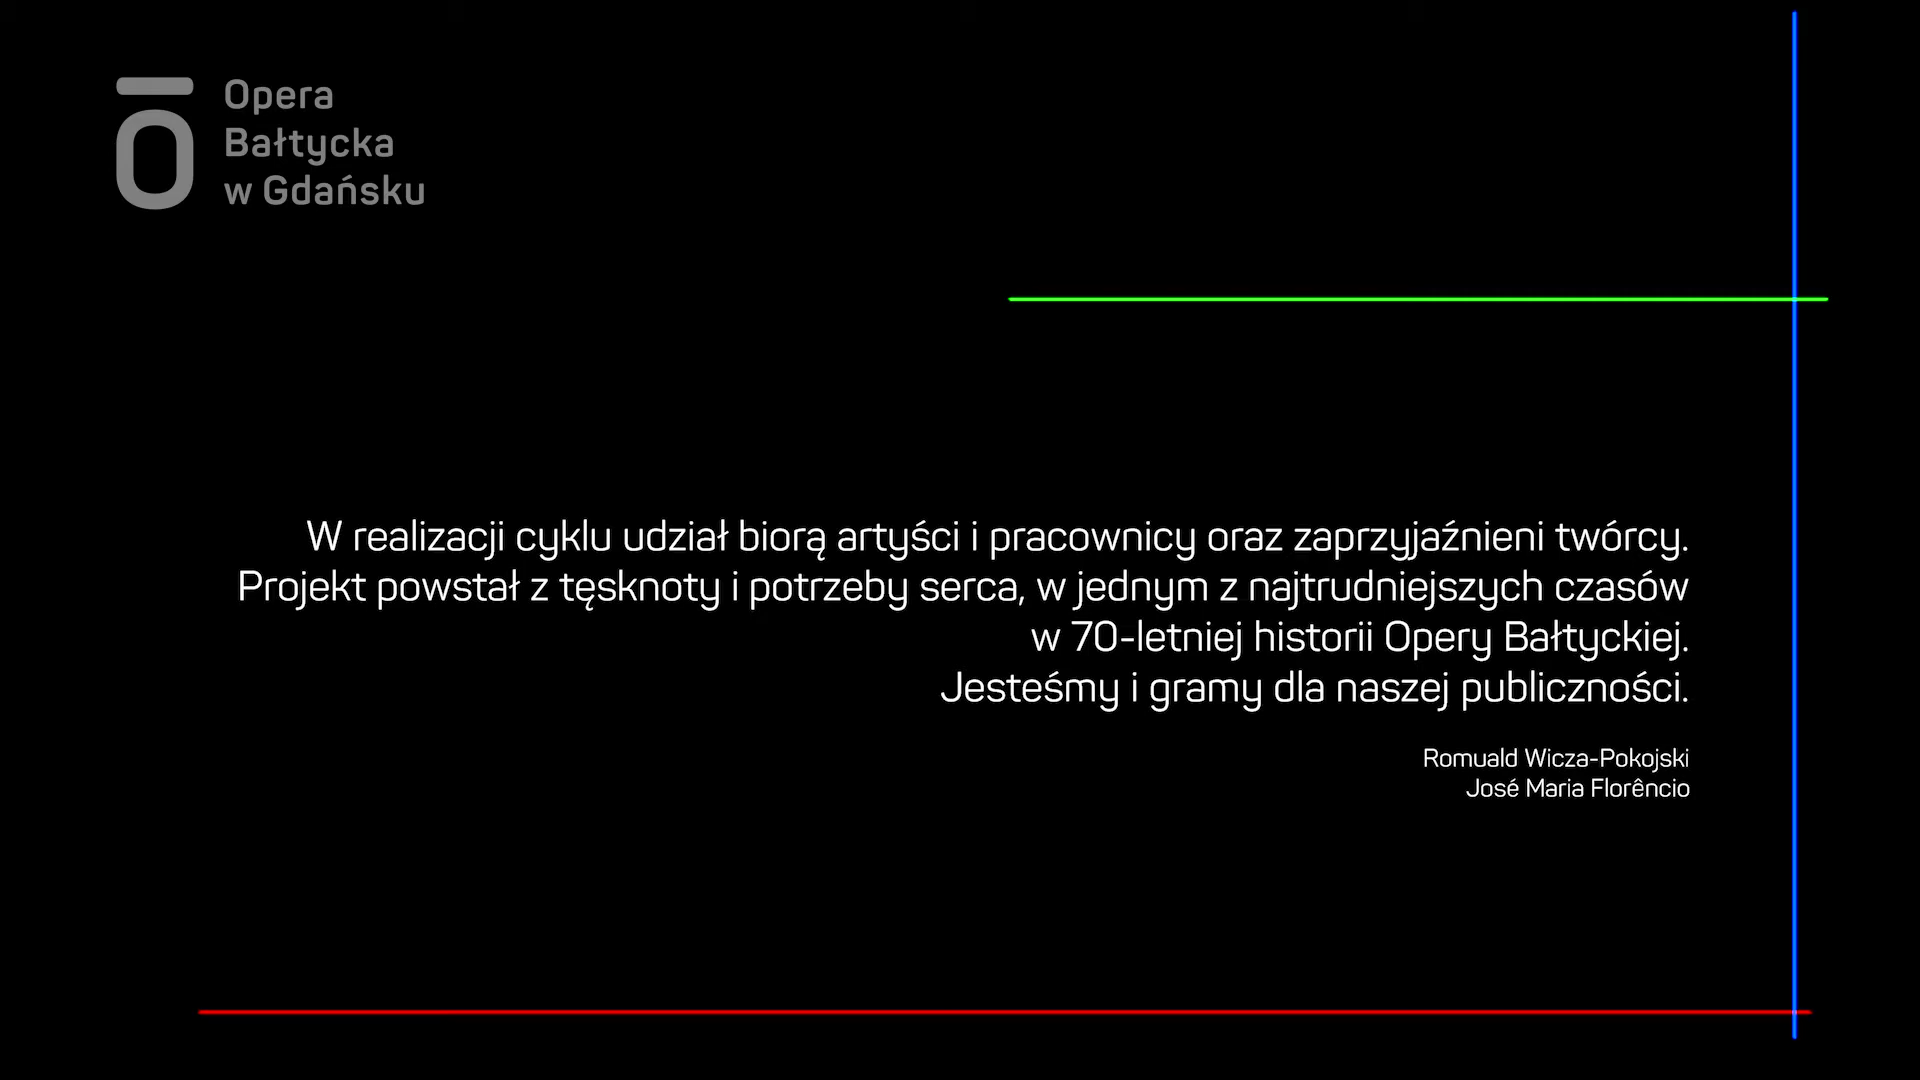 Opera
Bałtycka
w Gdańsku
W realizacji cyklu udział biorą artyści i pracownicy oraz zaprzyjaźnieni twórcy.
Projekt powstał z tęsknoty i potrzeby serca, w jednym z najtrudniejszych czasów
w 70-letniej historii Opery Bałtyckiej.
Jesteśmy i gramy dla naszej publiczności.
Romuald Wicza-Pokojski
José Maria Florêncio